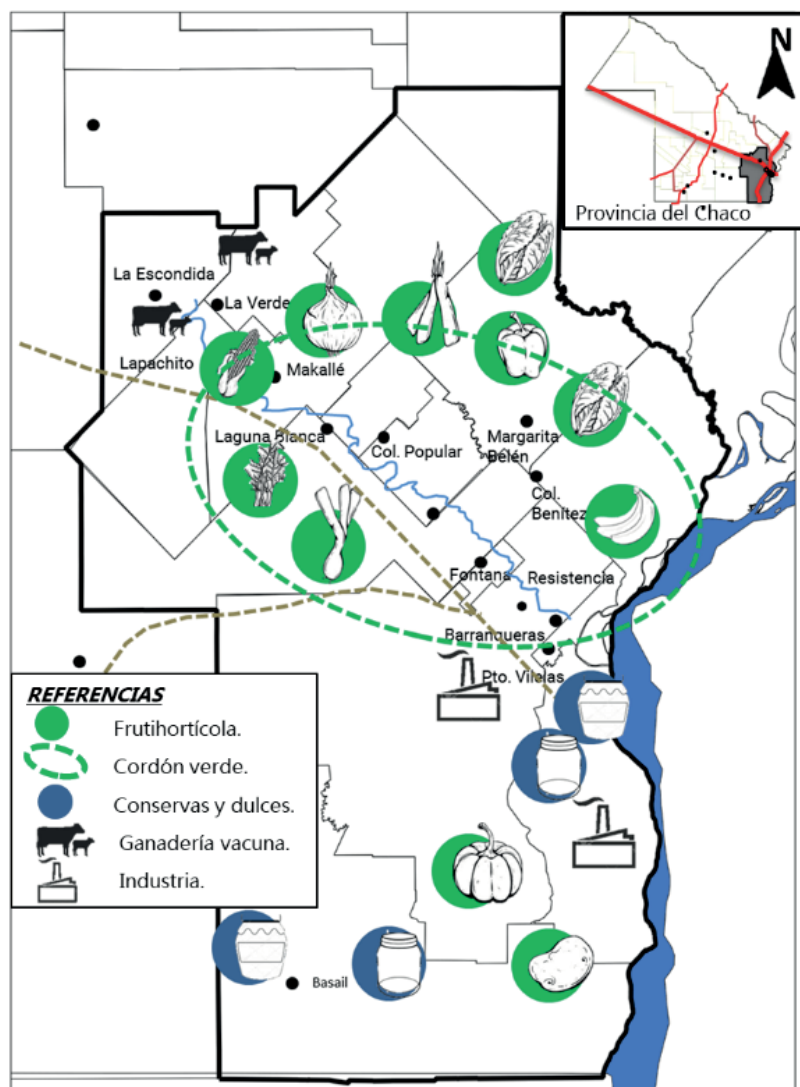 N
Provincia del Chaco
La Escondida
La Verde
Lapachito
Makallé
Laguna Blanca
Col. Popular
Margarita
Belén
Col.
Benítez
Fontana
Resistencia
Barranqueras
Pto. Vilelas
REFERENCIAS
Frutihortícola.
Cordón verde.
Conservas y dulces.
Ganadería vacuna.
Industria.
Basail